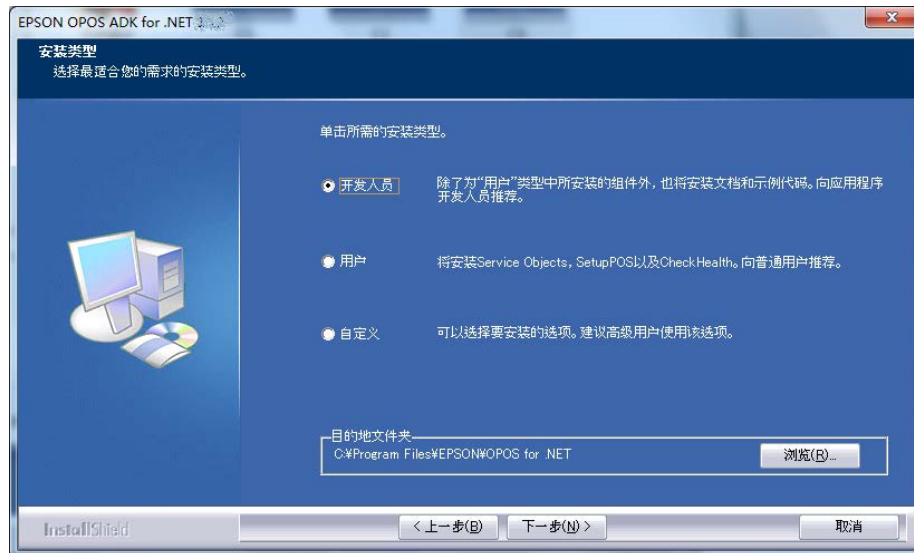 EPSON OPOS ADK for .NET
安装类型
选择最适合您的需求的安装类型。
单击所需的安装类型。
开发人员
除了为“用户”类型中所安装的组件外，也将安装文档和示例代码。向应用程序
开发人员推荐。
用户
将安装Service Objects, SetupPOS以及CheckHealth。向普通用户推荐。
自定义
可以选择要安装的选项。建议高级用户使用该选项。
目的地文件夹
C:¥Program Files¥EPSON¥OPOS for .NET
浏览(R)...
InstallShield
<上一步(B)
下一步(N)>
取消